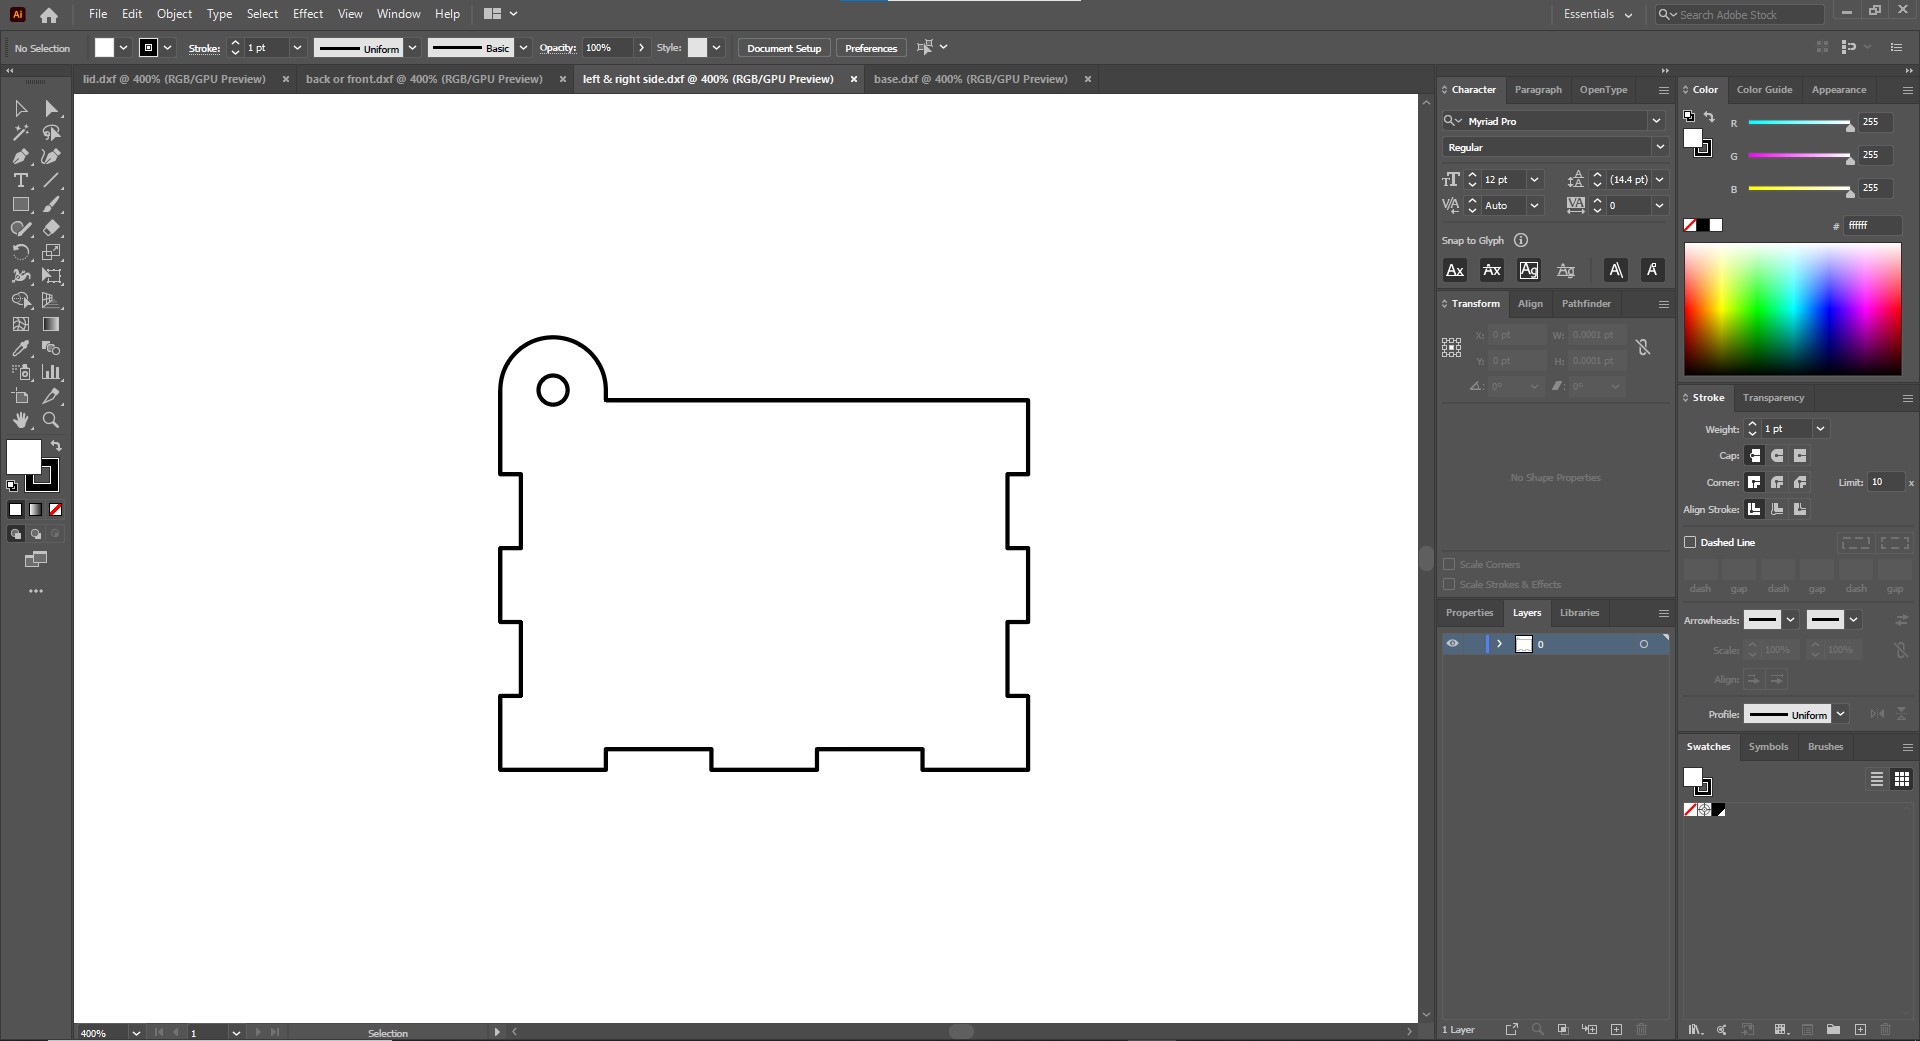 Ai File Edit Object Type Select Effect View Window Help Essentials Search Adobe Stock
No Selection Stroke: 1 pt Uniform Basic Opacity: 100% Style: Document Setup Preferences
lid.dxf @ 400% (RGB/GPU Preview) × back or front.dxf @ 400% (RGB/GPU Preview) × left & right side.dxf @ 400% (RGB/GPU Preview) × base.dxf @ 400% (RGB/GPU Preview) ×
Character Paragraph OpenType
Myriad Pro
Regular
12 pt (14.4 pt)
Auto 0
Snap to Glyph
Transform Align Pathfinder
X: 0 pt W: 0.0001 pt
Y: 0 pt H: 0.0001 pt
0° 0°
No Shape Properties
Scale Corners
Scale Strokes & Effects
Properties Layers Libraries
0
1 Layer
Color Color Guide Appearance
R 255
G 255
B 255
# ffffff
Stroke Transparency
Weight: 1 pt
Cap:
Corner: Limit: 10 x
Align Stroke:
Dashed Line
dash gap dash gap dash gap
Arrowheads:
Scale: 100% 100%
Align:
Profile: Uniform
Swatches Symbols Brushes
400% 1 Selection